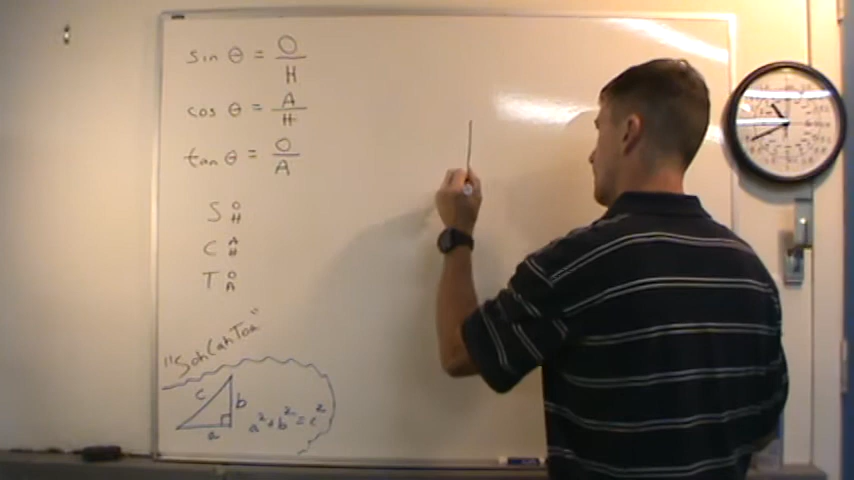 sin θ = O/H
cos θ = A/H
tan θ = O/A
S O H
C A H
T O A
"SohCahToa"
c
b
a
a² + b² = c²